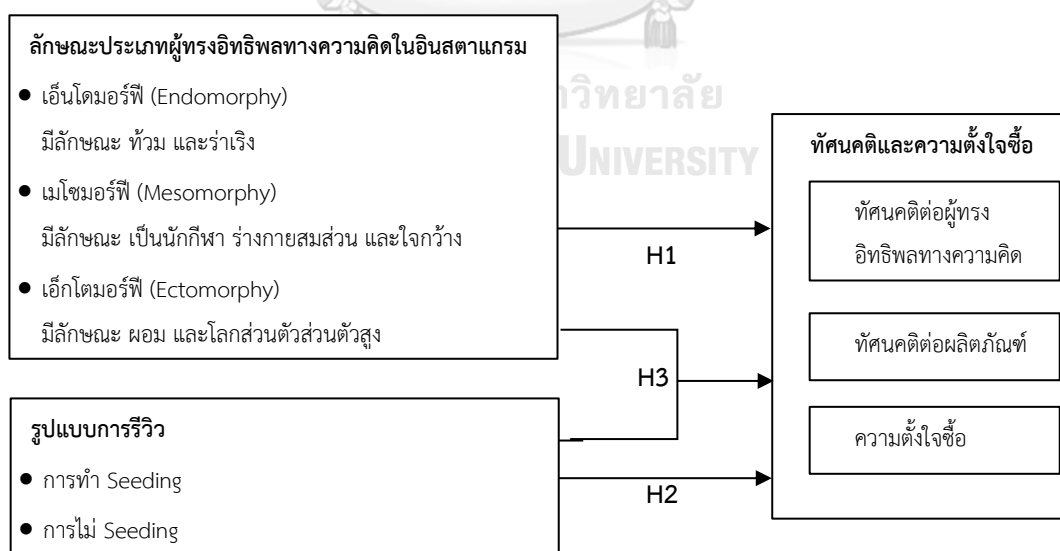 ลักษณะประเภทผู้ทรงอิทธิพลทางความคิดในอินสตาแกรม
● เอ็นโดมอร์ฟี (Endomorphy)
มีลักษณะ ท้วม และร่าเริง
● เมโซมอร์ฟี (Mesomorphy)
มีลักษณะ เป็นนักกีฬา ร่างกายสมส่วน และใจกว้าง
● เอ็กโตมอร์ฟี (Ectomorphy)
มีลักษณะ ผอม และโลกส่วนตัวส่วนตัวสูง
รูปแบบการรีวิว
● การทำ Seeding
● การไม่ Seeding
H1
H3
H2
วิทยาลัย
UNIVERSITY
ทัศนคติและความตั้งใจซื้อ
ทัศนคติต่อผู้ทรง
อิทธิพลทางความคิด
ทัศนคติต่อผลิตภัณฑ์
ความตั้งใจซื้อ